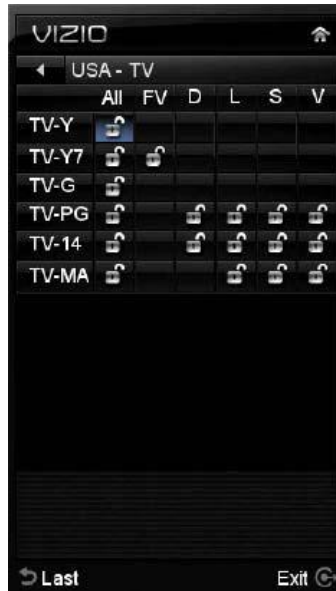 VIZIO
USA - TV
All FV D L S V
TV-Y
TV-Y7
TV-G
TV-PG
TV-14
TV-MA
Last Exit